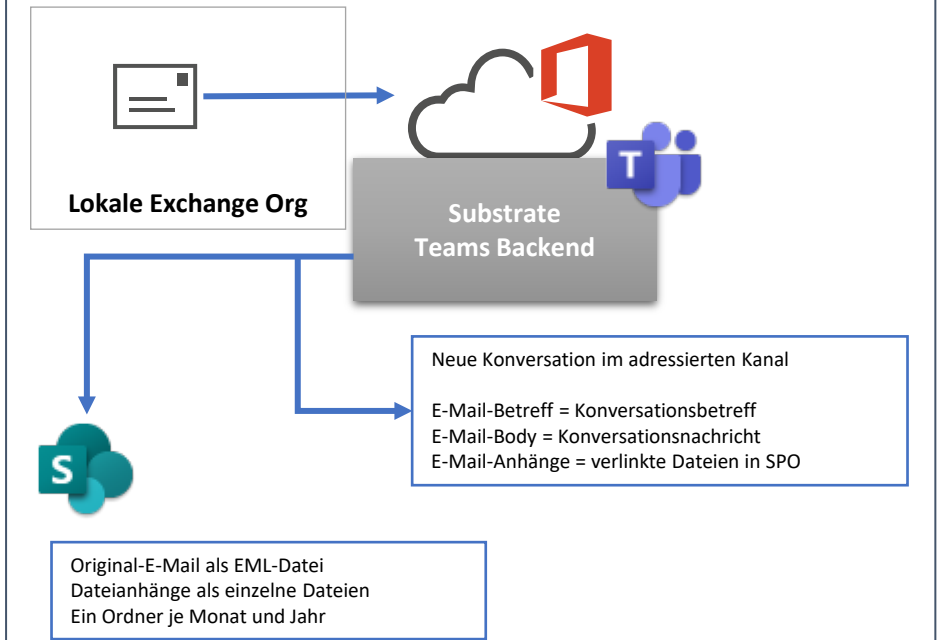 Lokale Exchange Org
Substrate
Teams Backend
T
Neue Konversation im adressierten Kanal
E-Mail-Betreff = Konversationsbetreff
E-Mail-Body = Konversationsnachricht
E-Mail-Anhänge = verlinkte Dateien in SPO
S
Original-E-Mail als EML-Datei
Dateianhänge als einzelne Dateien
Ein Ordner je Monat und Jahr